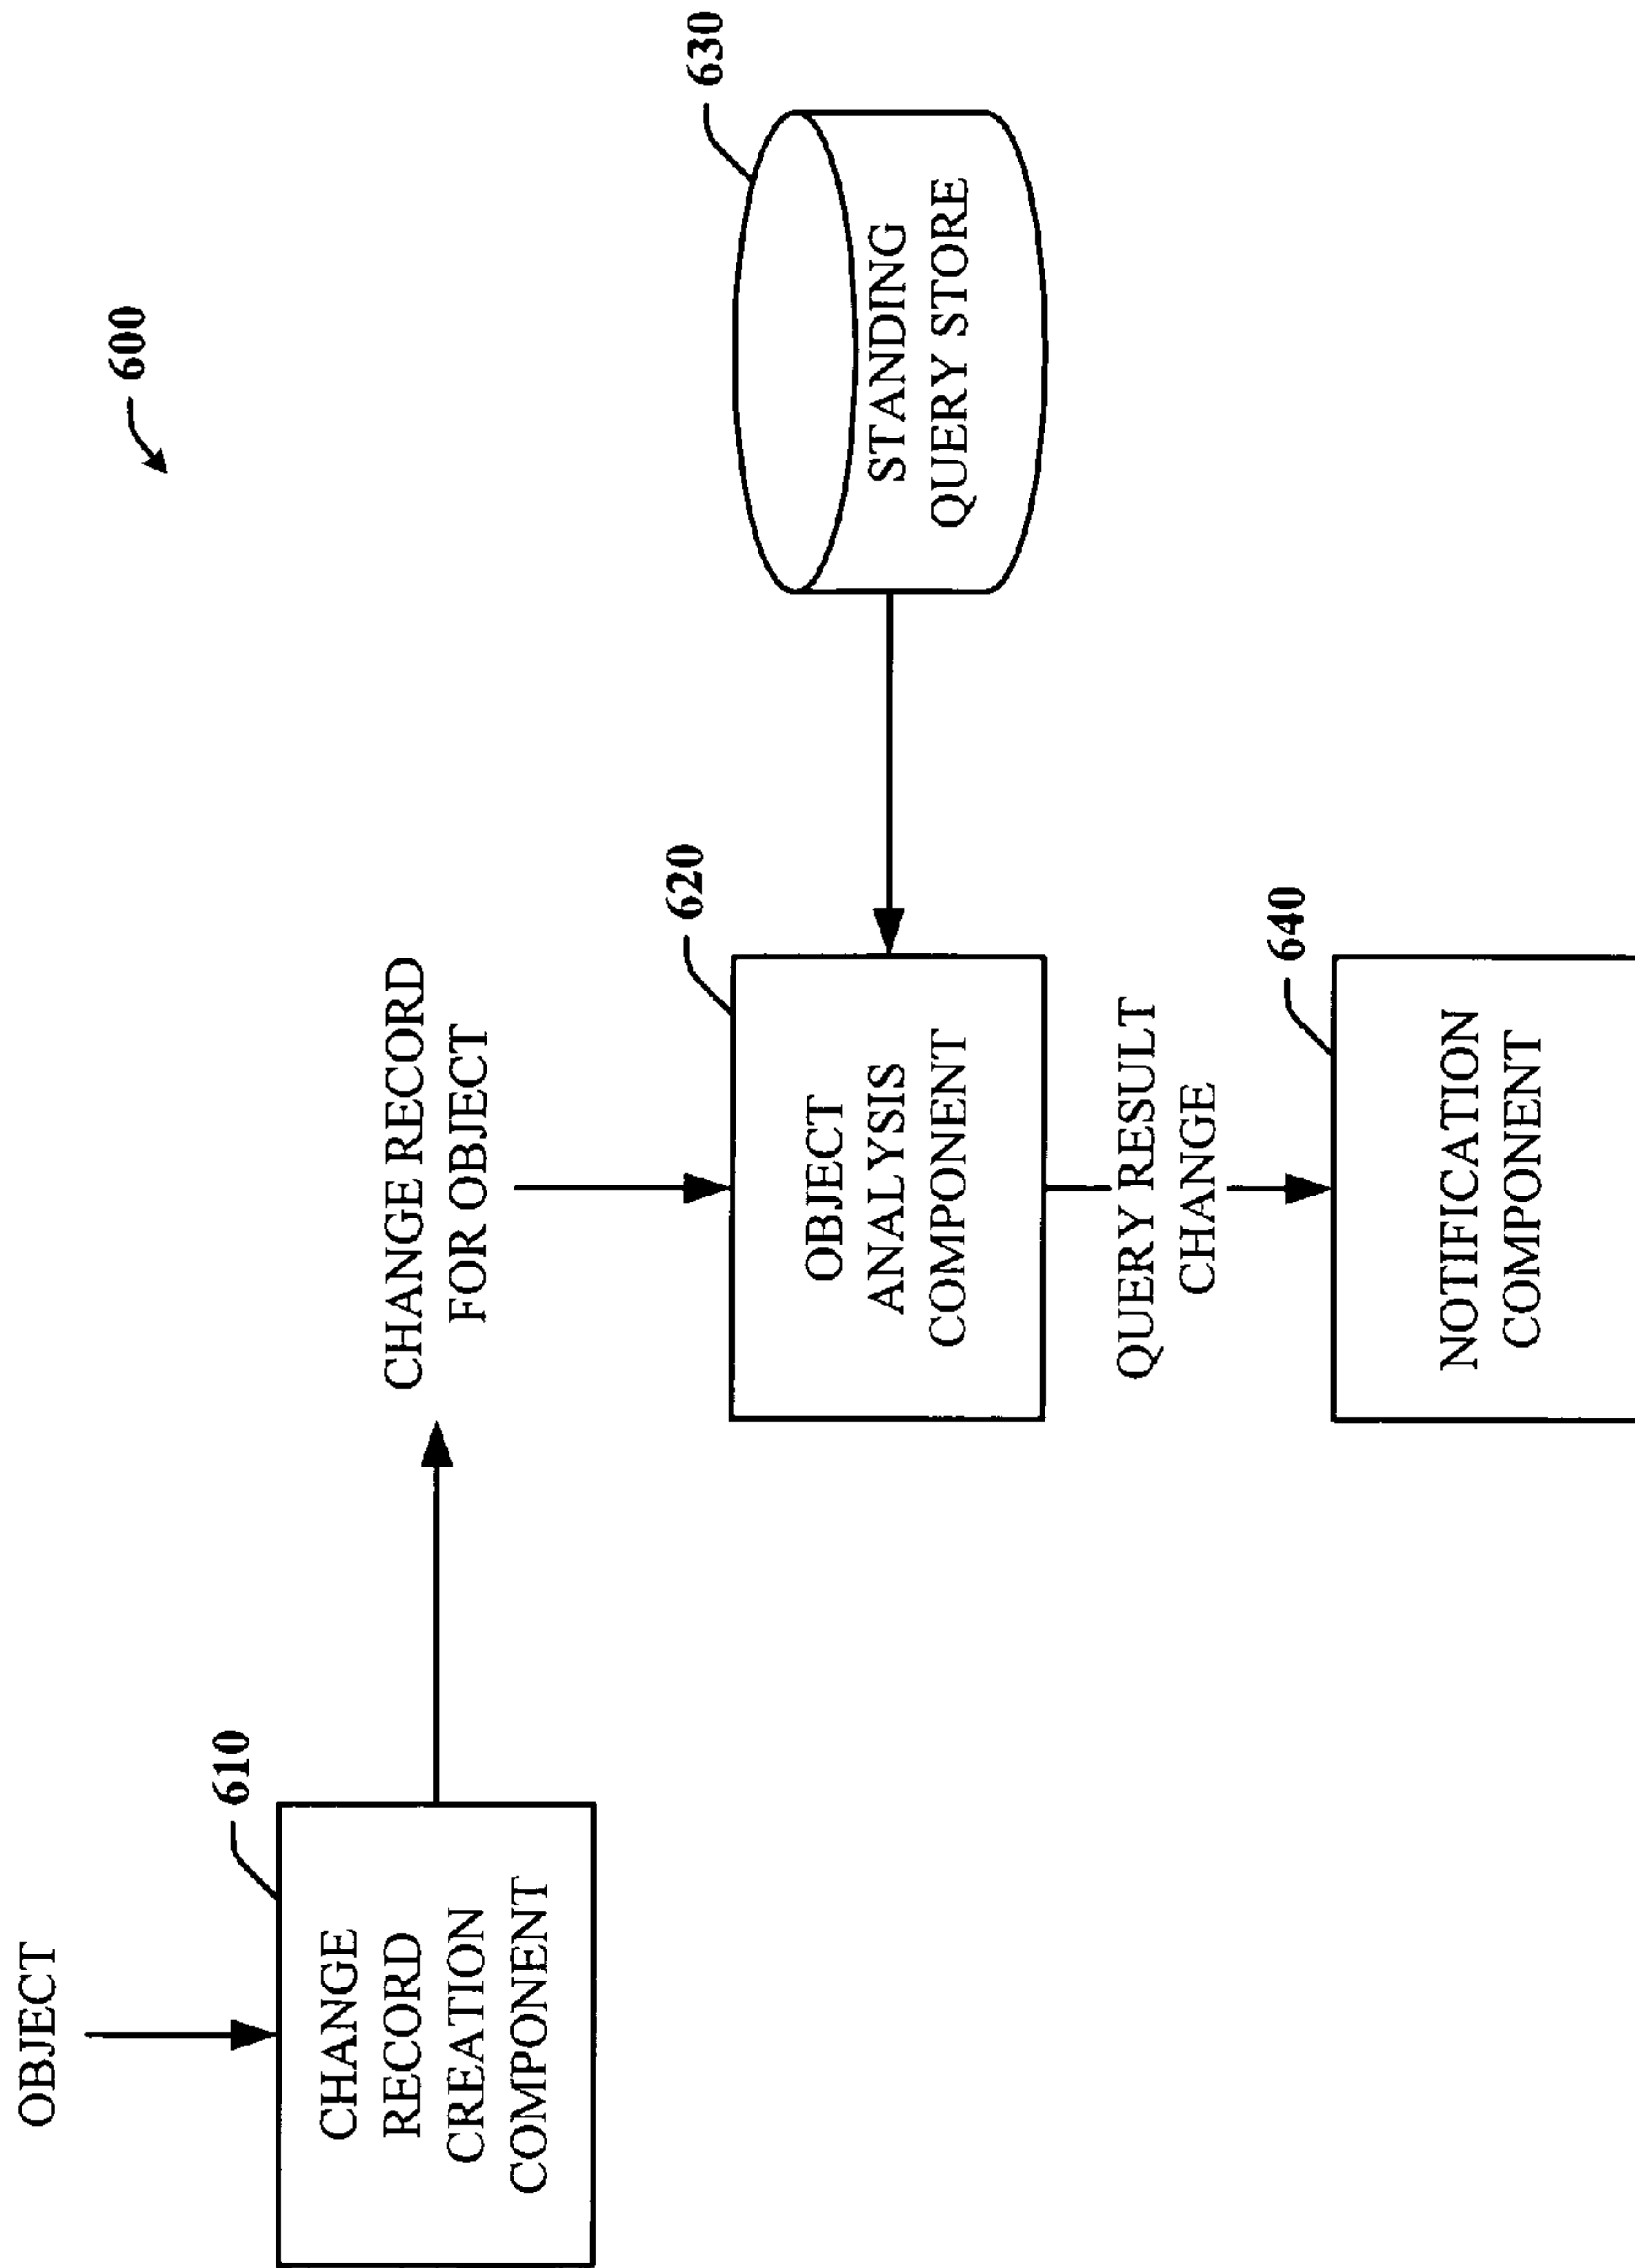 600
OBJECT
610
CHANGE
RECORD
CREATION
COMPONENT
CHANGE RECORD
FOR OBJECT
620
OBJECT
ANALYSIS
COMPONENT
630
STANDING
QUERY STORE
QUERY RESULT
CHANGE
640
NOTIFICATION
COMPONENT